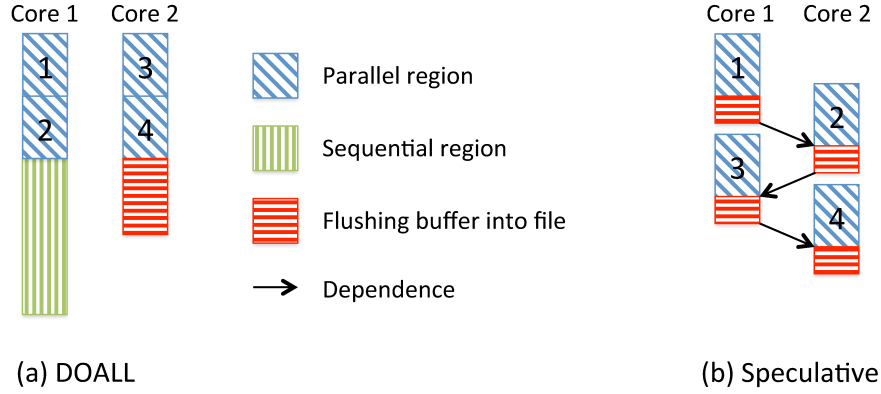 Core 1 Core 2
1 3
2 4
(a) DOALL
Parallel region
Sequential region
Flushing buffer into file
Dependence
Core 1 Core 2
1
2
3
4
(b) Speculative